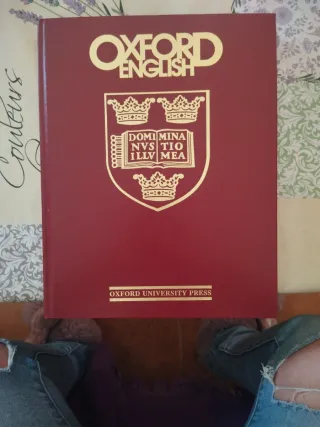 OXFORD
ENGLISH
DOMI MINA
NVS TIO
ILLV MEA
OXFORD UNIVERSITY PRESS
Couleurs